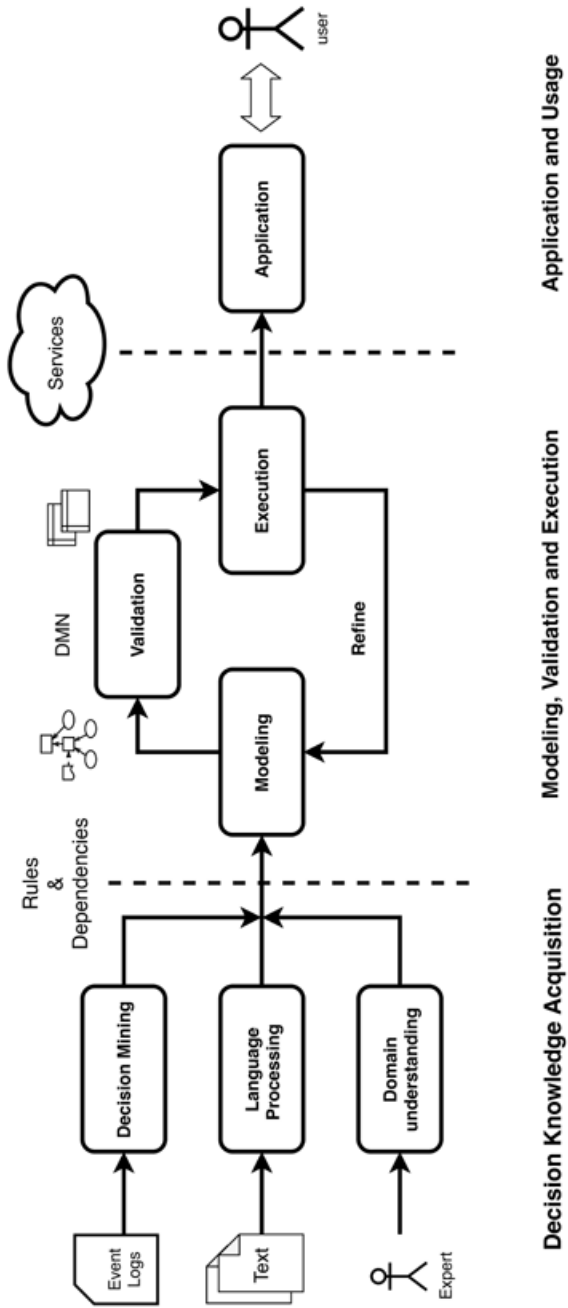 Event
Logs
Text
Expert
Decision Mining
Language
Processing
Domain
understanding
Decision Knowledge Acquisition
Rules
&
Dependencies
Modeling
DMN
Validation
Execution
Refine
Modeling, Validation and Execution
Services
Application
user
Application and Usage